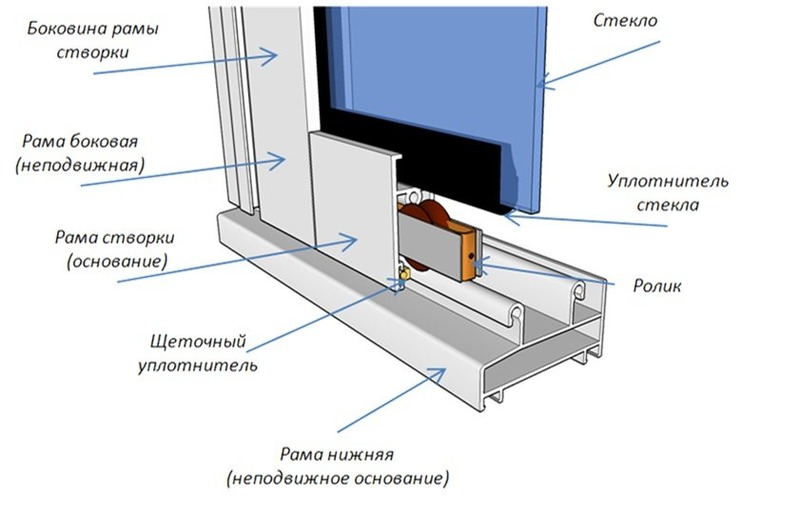 Боковина рамы
створки
Стекло
Рама боковая
(неподвижная)
Уплотнитель
стекла
Рама створки
(основание)
Ролик
Щеточный
уплотнитель
Рама нижняя
(неподвижное основание)